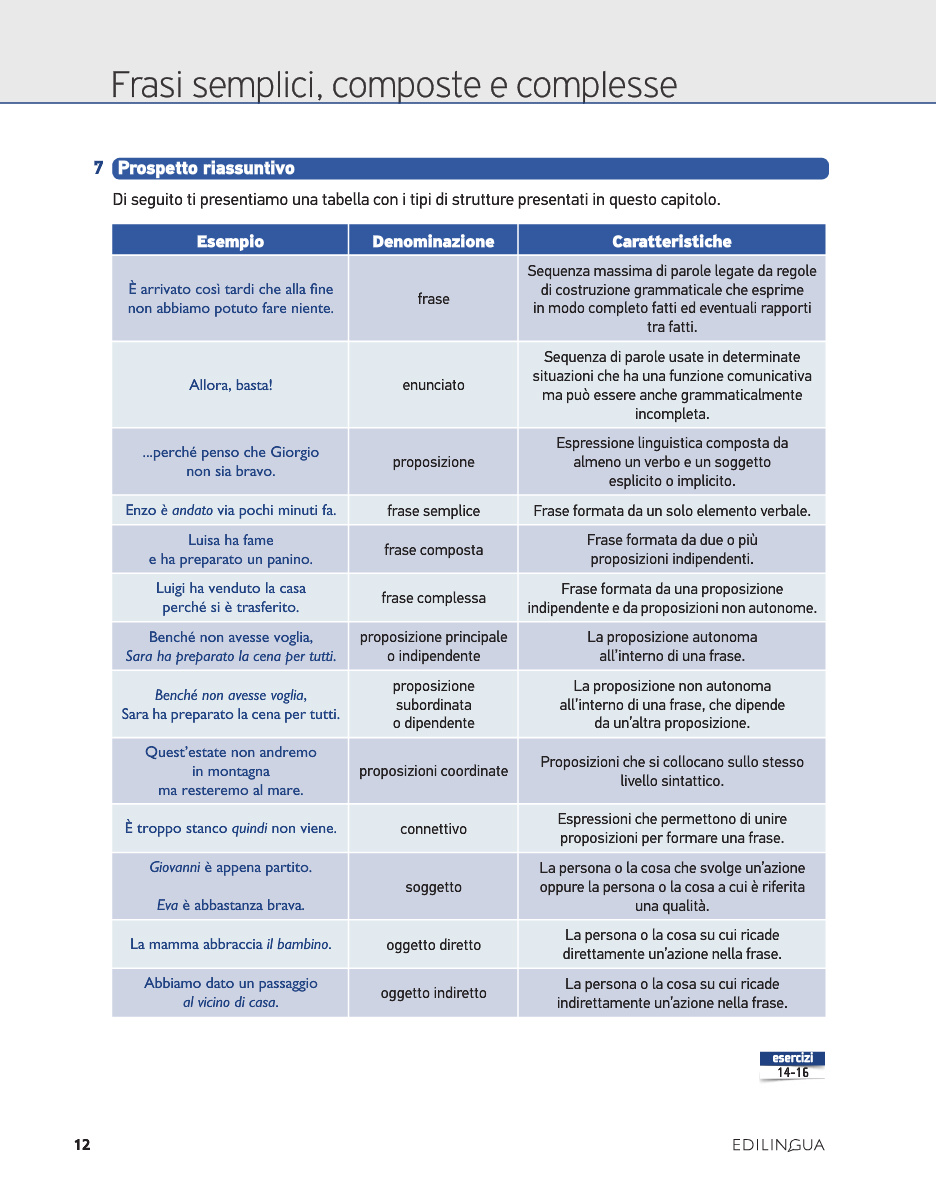 Frasi semplici, composte e complesse
7 Prospetto riassuntivo
Di seguito ti presentiamo una tabella con i tipi di strutture presentati in questo capitolo.
Esempio Denominazione Caratteristiche
È arrivato così tardi che alla fine
non abbiamo potuto fare niente.
frase
Sequenza massima di parole legate da regole
di costruzione grammaticale che esprime
in modo completo fatti ed eventuali rapporti
tra fatti.
Allora, basta!
enunciato
Sequenza di parole usate in determinate
situazioni che ha una funzione comunicativa
ma può essere anche grammaticalmente
incompleta.
...perché penso che Giorgio
non sia bravo.
proposizione
Espressione linguistica composta da
almeno un verbo e un soggetto
esplicito o implicito.
Enzo è andato via pochi minuti fa.
frase semplice
Frase formata da un solo elemento verbale.
Luisa ha fame
e ha preparato un panino.
frase composta
Frase formata da due o più
proposizioni indipendenti.
Luigi ha venduto la casa
perché si è trasferito.
frase complessa
Frase formata da una proposizione
indipendente e da proposizioni non autonome.
Benché non avesse voglia,
Sara ha preparato la cena per tutti.
proposizione principale
o indipendente
La proposizione autonoma
all'interno di una frase.
Benché non avesse voglia,
Sara ha preparato la cena per tutti.
proposizione
subordinata
o dipendente
La proposizione non autonoma
all'interno di una frase, che dipende
da un'altra proposizione.
Quest'estate non andremo
in montagna
ma resteremo al mare.
proposizioni coordinate
Proposizioni che si collocano sullo stesso
livello sintattico.
È troppo stanco quindi non viene.
connettivo
Espressioni che permettono di unire
proposizioni per formare una frase.
Giovanni è appena partito.
Eva è abbastanza brava.
soggetto
La persona o la cosa che svolge un'azione
oppure la persona o la cosa a cui è riferita
una qualità.
La mamma abbraccia il bambino.
oggetto diretto
La persona o la cosa su cui ricade
direttamente un'azione nella frase.
Abbiamo dato un passaggio
al vicino di casa.
oggetto indiretto
La persona o la cosa su cui ricade
indirettamente un'azione nella frase.
esercizi
14-16
12
EDILINGUA